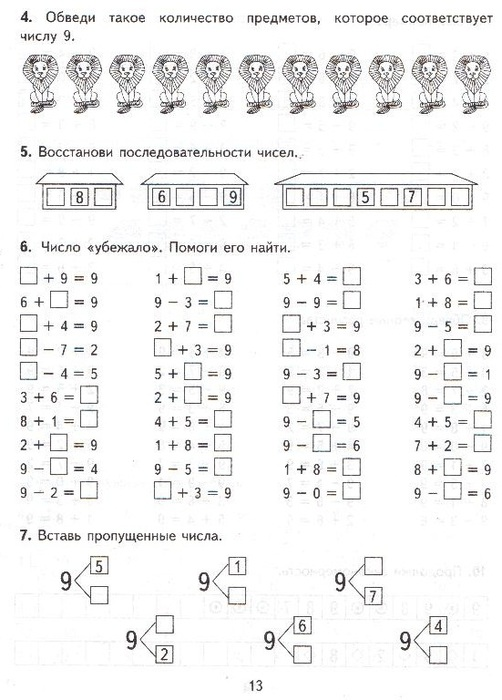 4. Обведи такое количество предметов, которое соответствует
числу 9.
5. Восстанови последовательности чисел.
8 6 9 5 7
6. Число «убежало». Помоги его найти.
□ + 9 = 9 1 + □ = 9 5 + 4 = □ 3 + 6 = □
6 + □ = 9 9 − 3 = □ 9 − 9 = □ 1 + 8 = □
□ + 4 = 9 2 + 7 = □ □ + 3 = 9 9 − 5 = □
□ − 7 = 2 □ + 3 = 9 □ − 1 = 8 2 + □ = 9
□ − 4 = 5 5 + □ = 9 9 − 3 = □ 9 − □ = 1
3 + 6 = □ 2 + □ = 9 □ + 7 = 9 9 − □ = 9
8 + 1 = □ 4 + 5 = □ 9 − □ = 5 4 + 5 = □
2 + □ = 9 1 + 8 = □ 9 − □ = 6 7 + 2 = □
9 − □ = 4 9 − 5 = □ 1 + 8 = □ 8 + □ = 9
9 − 2 = □ □ + 3 = 9 9 − 0 = □ 9 − □ = 6
7. Вставь пропущенные числа.
5 1
9 9 9
7
6 4
9 9 9
2
13